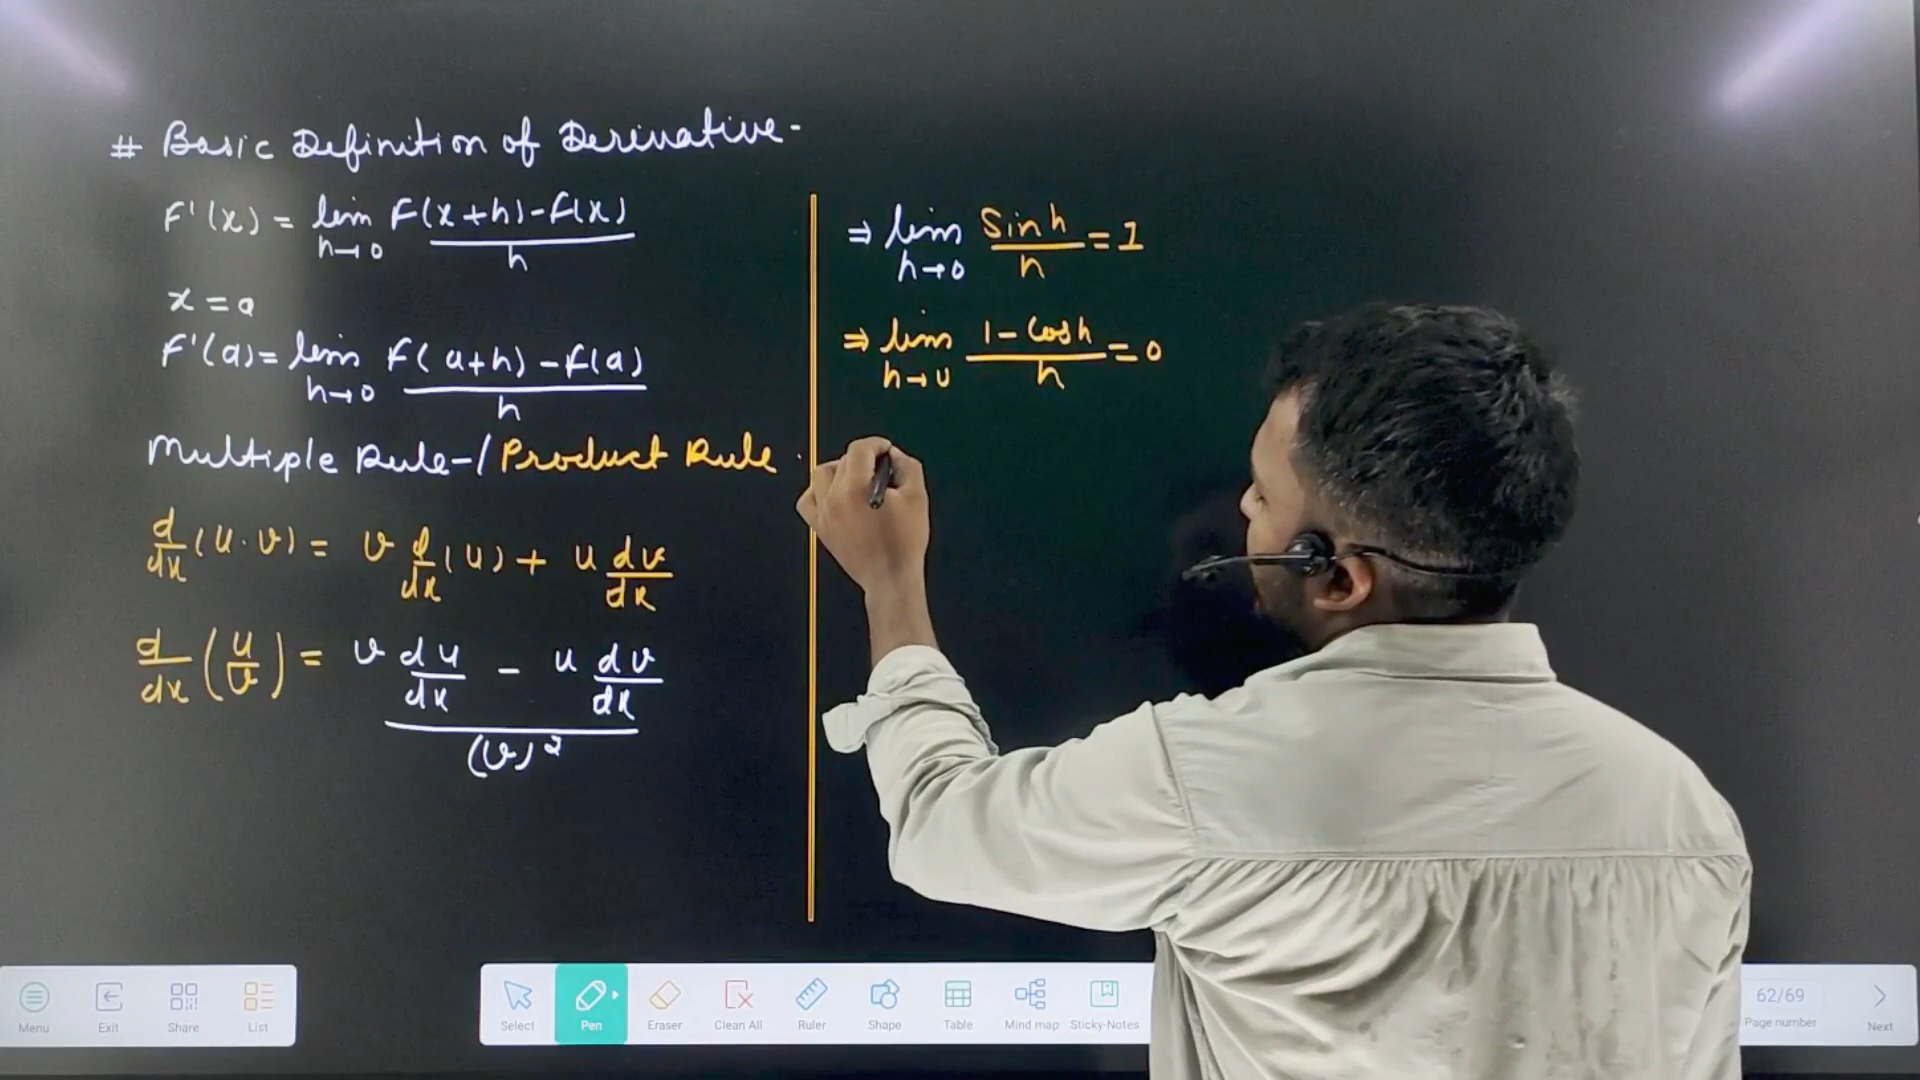 # Basic Definition of Derivative-
F'(x) = lim h→0 F(x+h)-f(x) / h
x = a
F'(a) = lim h→0 F(a+h) - F(a) / h
Multiple Rule-/Product Rule
d/dx (u.v) = v d/dx (u) + u dv/dx
d/dx (u/v) = v du/dx - u dv/dx / (v)²
⇒ lim h→0 Sinh / h = 1
⇒ lim h→0 1 - Cosh / h = 0
Menu Exit Share List
Select Pen Eraser Clean All Ruler Shape Table Mind map Sticky-Notes
62/69
Page number Next